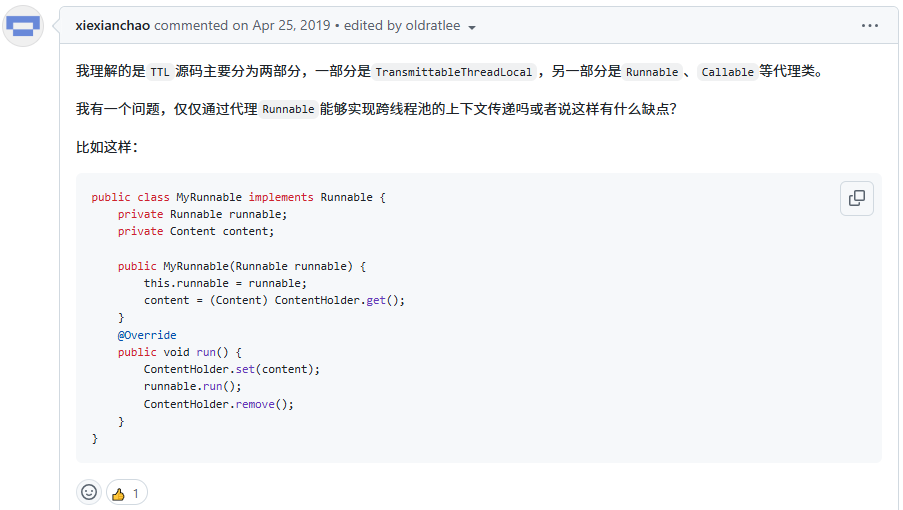 xiexianchao commented on Apr 25, 2019 • edited by oldratlee
我理解的是 TTL 源码主要分为两部分，一部分是 TransmittableThreadLocal ，另一部分是 Runnable 、 Callable 等代理类。
我有一个问题，仅仅通过代理 Runnable 能够实现跨线程池的上下文传递吗或者说这样有什么缺点？
比如这样：
public class MyRunnable implements Runnable {
    private Runnable runnable;
    private Content content;
    public MyRunnable(Runnable runnable) {
        this.runnable = runnable;
        content = (Content) ContentHolder.get();
    }
    @Override
    public void run() {
        ContentHolder.set(content);
        runnable.run();
        ContentHolder.remove();
    }
}
1